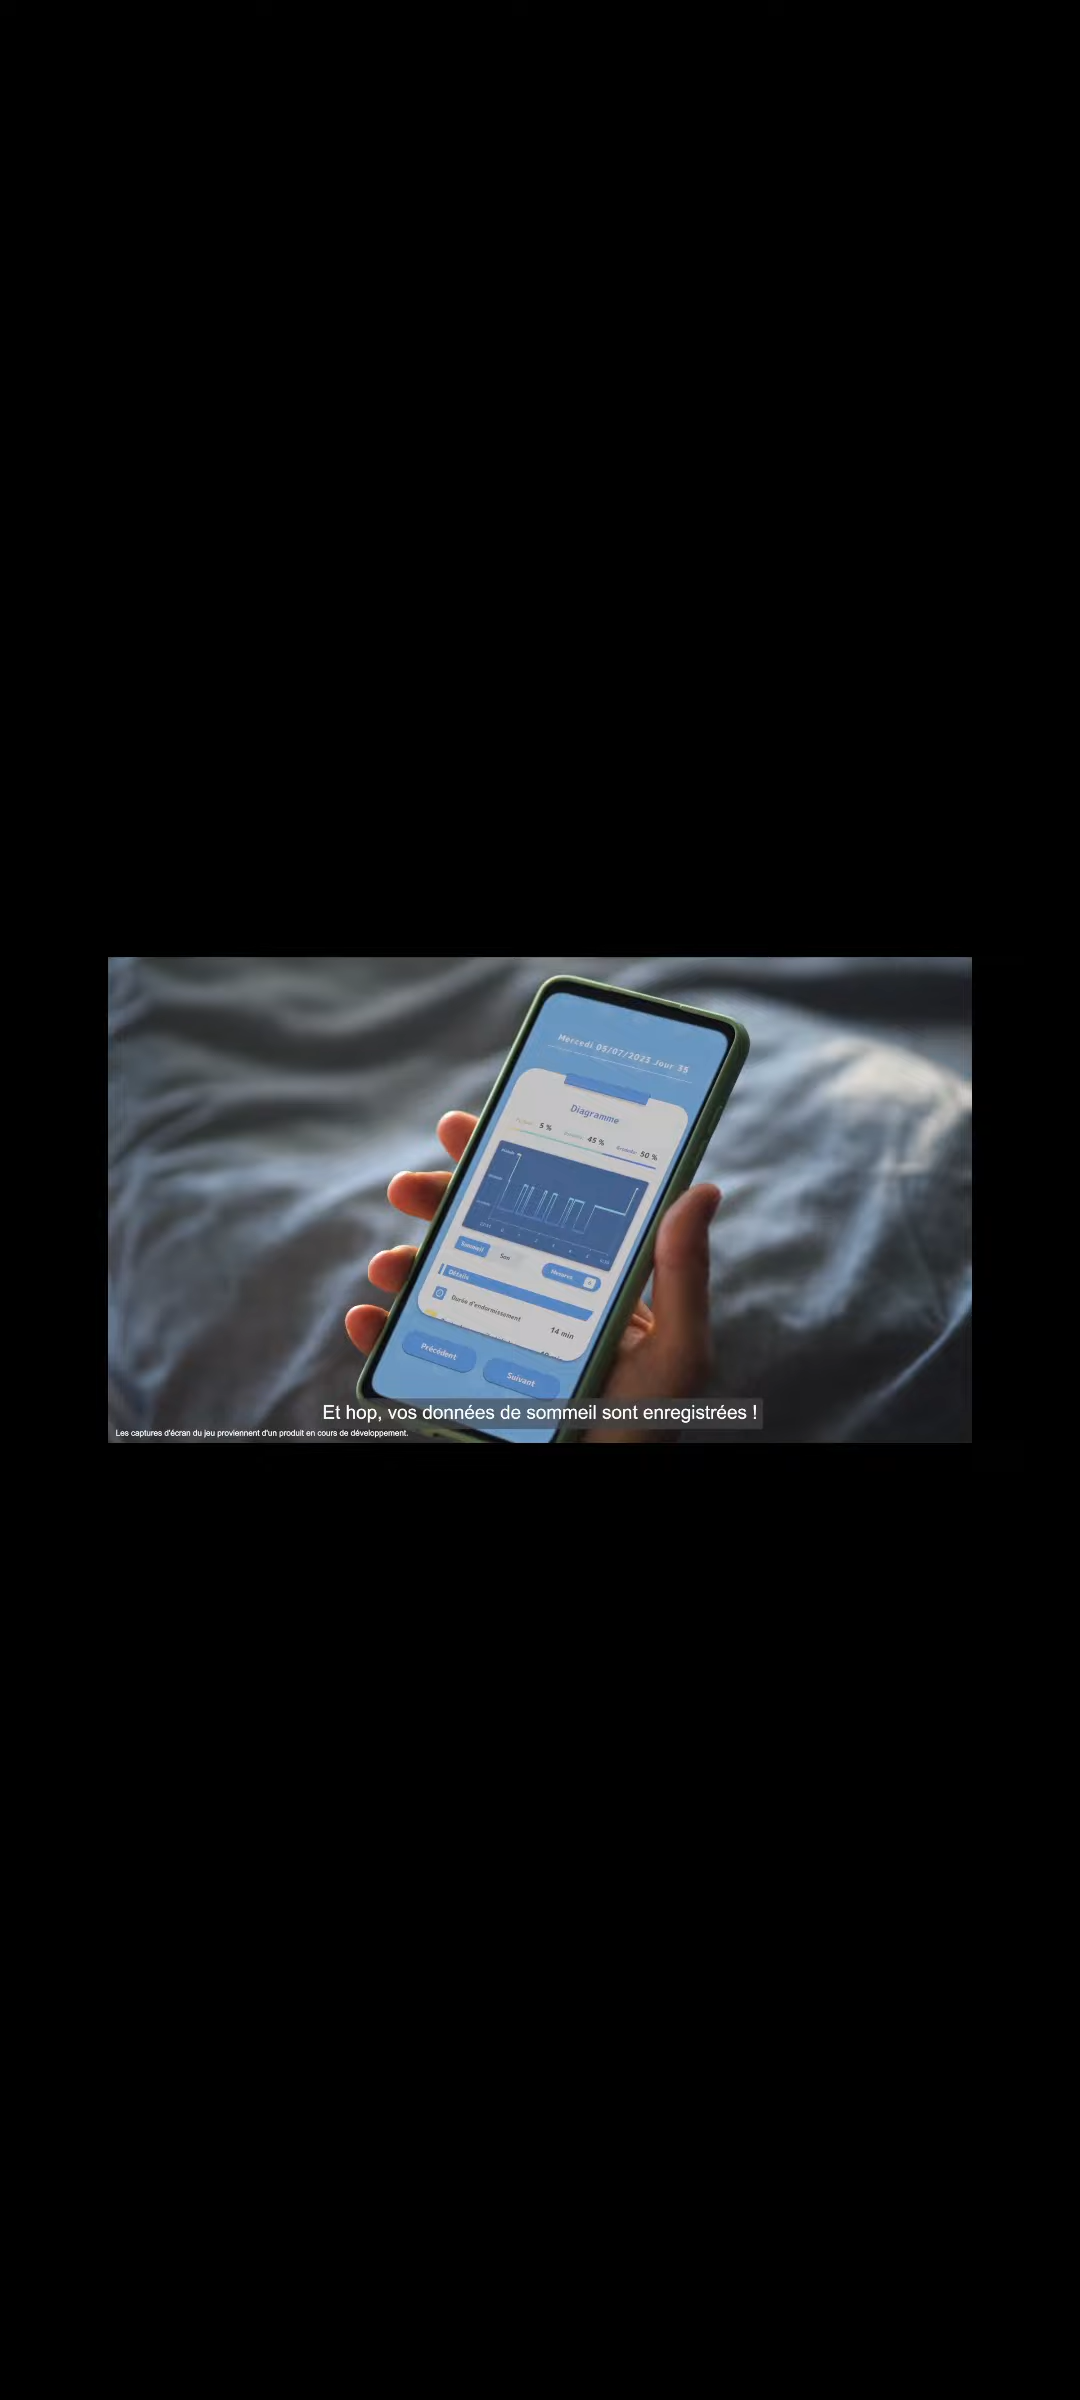 Mercredi 05/07/2023 Jour 35
Diagramme
5 % 45 % 50 %
Sommeil Son
Détails
Durée d'endormissement
14 min
Précédent
Suivant
Et hop, vos données de sommeil sont enregistrées !
Les captures d'écran du jeu proviennent d'un produit en cours de développement.